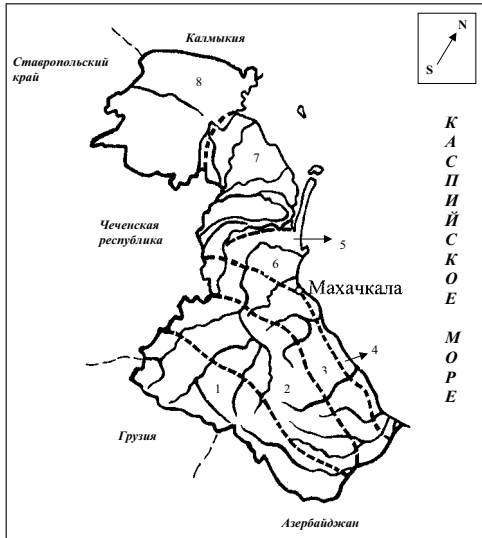 Калмыкия
N
S
Ставропольский
край
8
7
К
А
С
П
И
Й
С
К
О
Е
М
О
Р
Е
Чеченская
республика
5
6
Махачкала
4
3
1
2
Грузия
Азербайджан